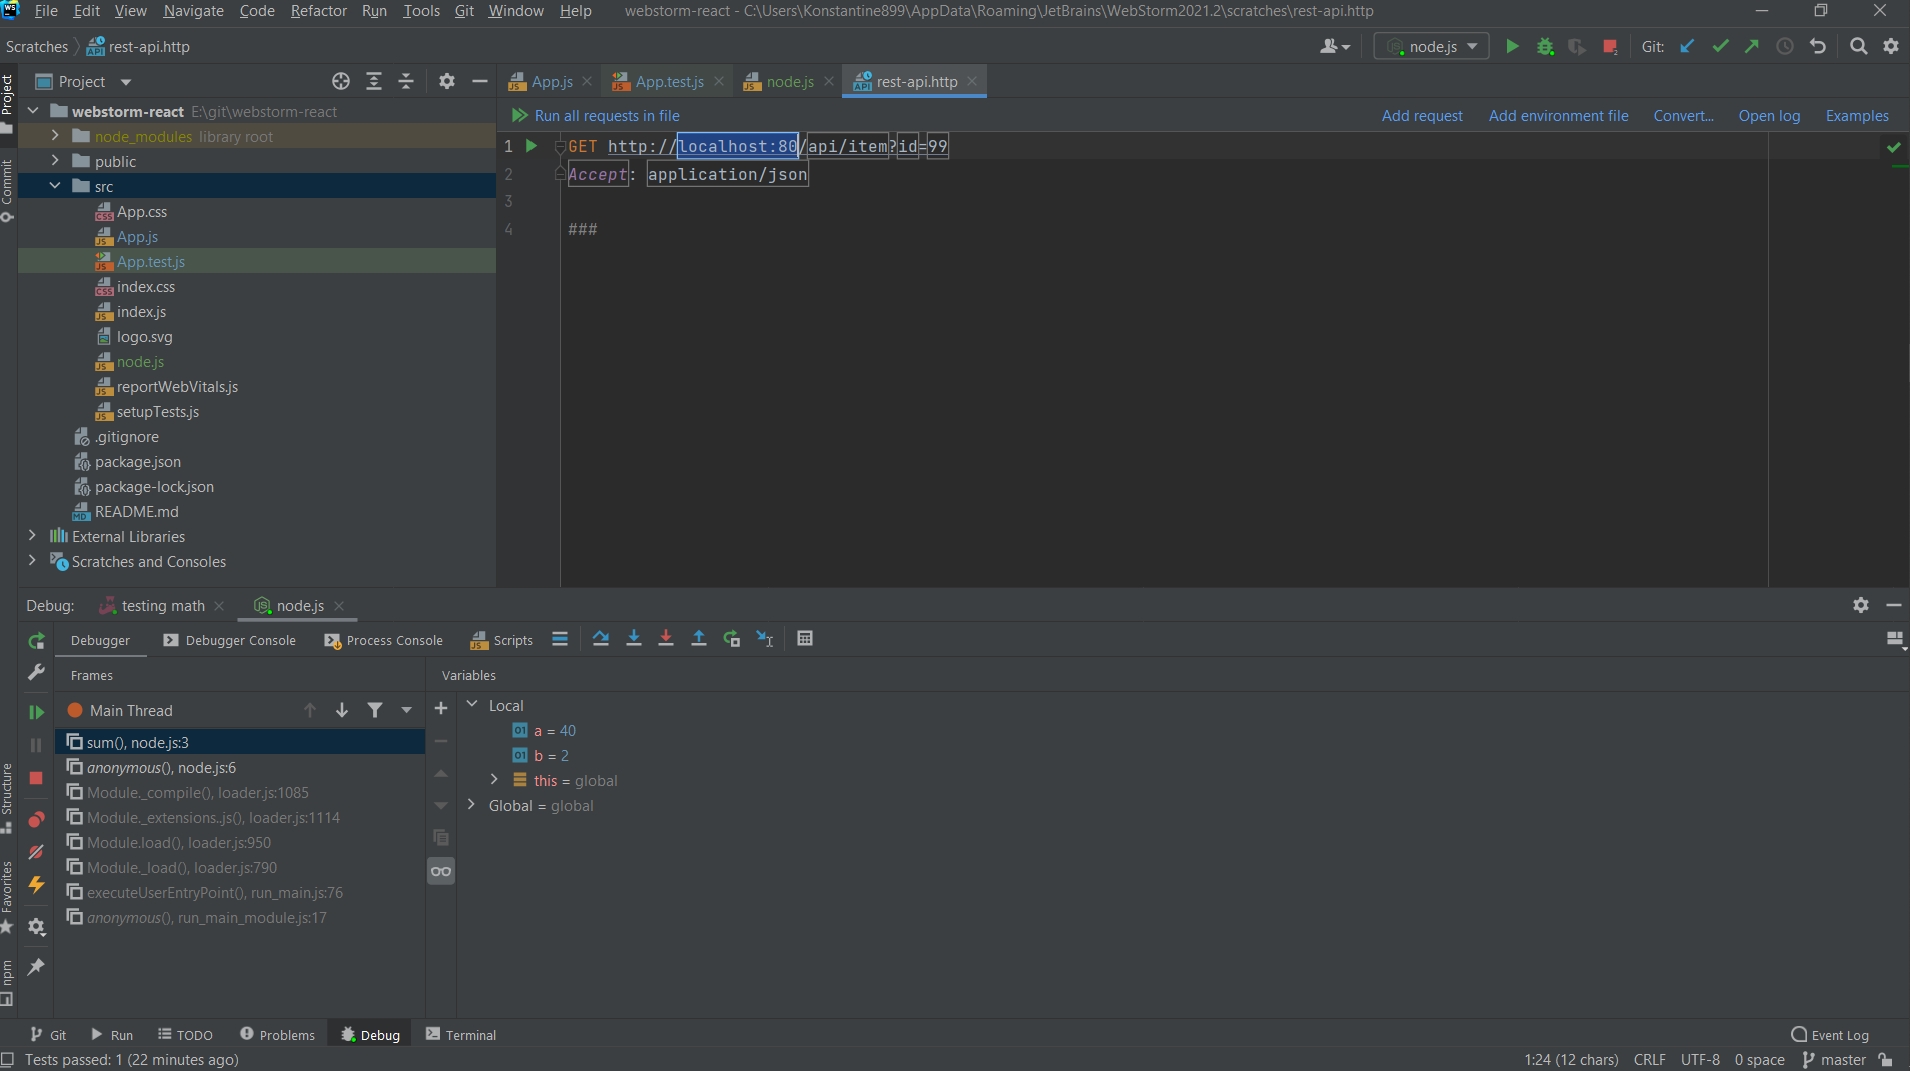 WS File Edit View Navigate Code Refactor Run Tools Git Window Help webstorm-react - C:\Users\Konstantine899\AppData\Roaming\JetBrains\WebStorm2021.2\scratches\rest-api.http
Scratches rest-api.http node.js Git:
Project App.js App.test.js node.js rest-api.http
webstorm-react E:\git\webstorm-react
Run all requests in file Add request Add environment file Convert... Open log Examples
node_modules library root
public
src
App.css
App.js
App.test.js
index.css
index.js
logo.svg
node.js
reportWebVitals.js
setupTests.js
.gitignore
package.json
package-lock.json
README.md
External Libraries
Scratches and Consoles
1 GET http://localhost:80/api/item?id=99
2 Accept: application/json
3
4 ###
Project
Commit
Structure
Favorites
npm
Debug: testing math node.js
Debugger Debugger Console Process Console Scripts
Frames Variables
Main Thread
sum(), node.js:3
anonymous(), node.js:6
Module._compile(), loader.js:1085
Module._extensions..js(), loader.js:1114
Module.load(), loader.js:950
Module._load(), loader.js:790
executeUserEntryPoint(), run_main.js:76
anonymous(), run_main_module.js:17
Local
a = 40
b = 2
this = global
Global = global
Git Run TODO Problems Debug Terminal Event Log
Tests passed: 1 (22 minutes ago) 1:24 (12 chars) CRLF UTF-8 0 space master